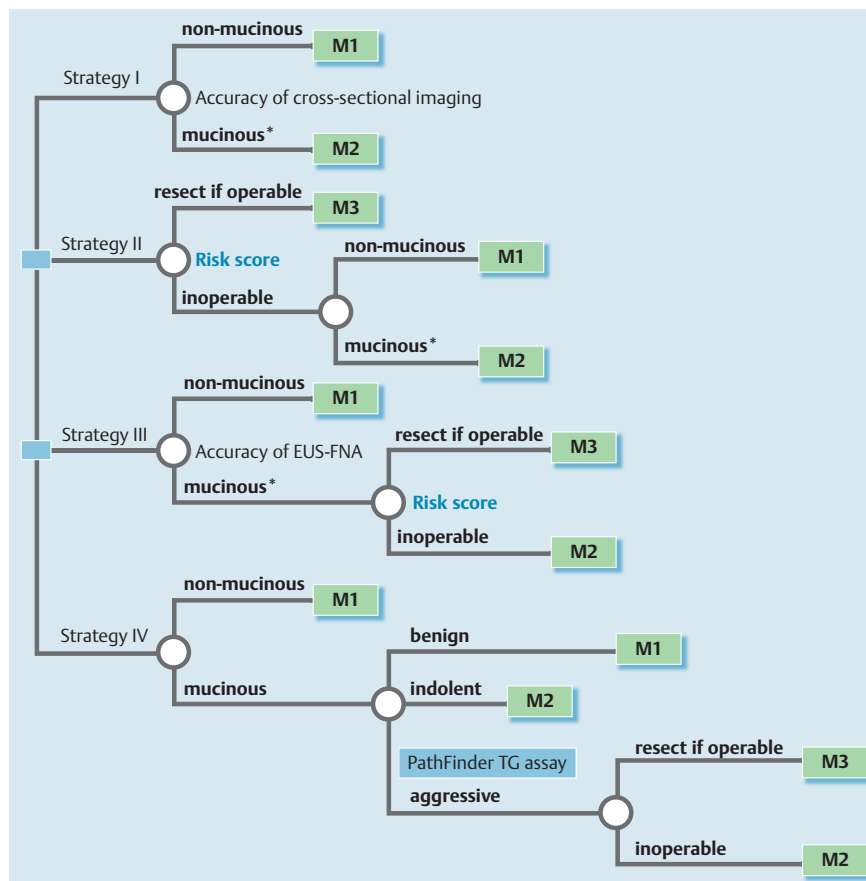 non-mucinous
M1
Strategy I
Accuracy of cross-sectional imaging
mucinous*
M2
resect if operable
M3
Strategy II
Risk score
non-mucinous
M1
inoperable
mucinous*
M2
non-mucinous
M1
Strategy III
Accuracy of EUS-FNA
resect if operable
M3
mucinous*
Risk score
inoperable
M2
non-mucinous
M1
Strategy IV
benign
M1
mucinous
indolent
M2
PathFinder TG assay
resect if operable
M3
aggressive
inoperable
M2